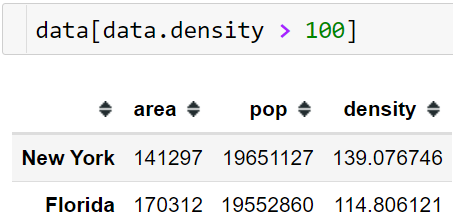 data[data.density > 100]
area pop density
New York 141297 19651127 139.076746
Florida 170312 19552860 114.806121